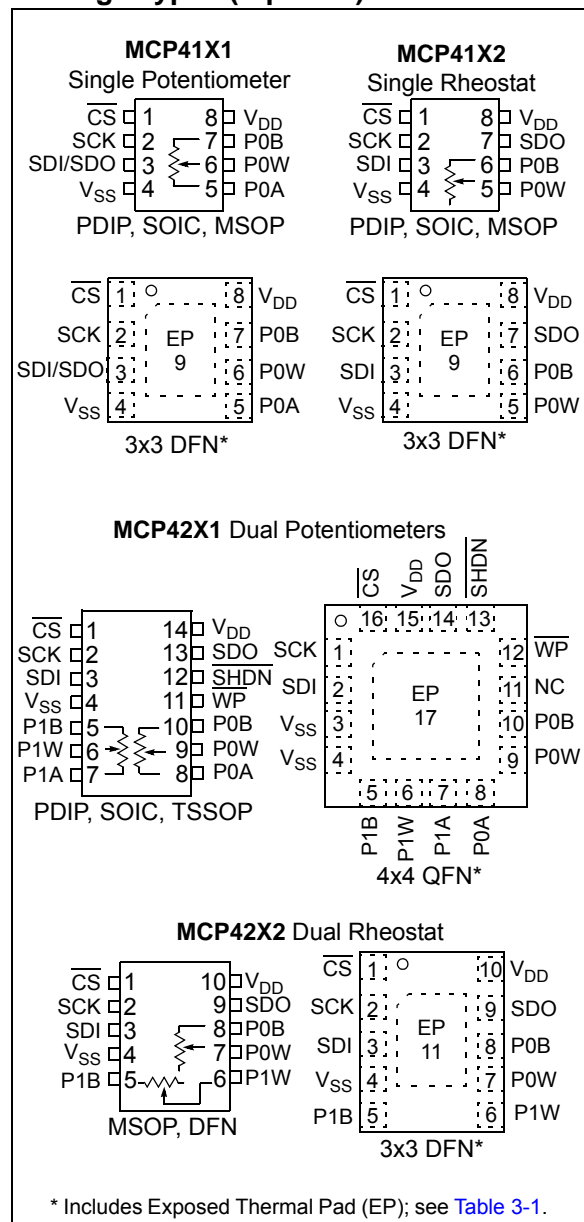 MCP41X1
Single Potentiometer
CS 1 8 VDD
SCK 2 7 P0B
SDI/SDO 3 6 P0W
VSS 4 5 P0A
PDIP, SOIC, MSOP
MCP41X2
Single Rheostat
CS 1 8 VDD
SCK 2 7 SDO
SDI 3 6 P0B
VSS 4 5 P0W
PDIP, SOIC, MSOP
CS 1 8 VDD
SCK 2 EP 7 P0B
SDI/SDO 3 9 6 P0W
VSS 4 5 P0A
3x3 DFN*
CS 1 8 VDD
SCK 2 EP 7 SDO
SDI 3 9 6 P0B
VSS 4 5 P0W
3x3 DFN*
MCP42X1 Dual Potentiometers
CS 1 14 VDD
SCK 2 13 SDO
SDI 3 12 SHDN
VSS 4 11 WP
P1B 5 10 P0B
P1W 6 9 P0W
P1A 7 8 P0A
PDIP, SOIC, TSSOP
CS VDD SDO SHDN
16 15 14 13
SCK 1 12 WP
SDI 2 EP 11 NC
VSS 3 17 10 P0B
VSS 4 9 P0W
5 6 7 8
P1B P1W P1A P0A
4x4 QFN*
MCP42X2 Dual Rheostat
CS 1 10 VDD
SCK 2 9 SDO
SDI 3 8 P0B
VSS 4 7 P0W
P1B 5 6 P1W
MSOP, DFN
CS 1 10 VDD
SCK 2 EP 9 SDO
SDI 3 11 8 P0B
VSS 4 7 P0W
P1B 5 6 P1W
3x3 DFN*
* Includes Exposed Thermal Pad (EP); see Table 3-1.